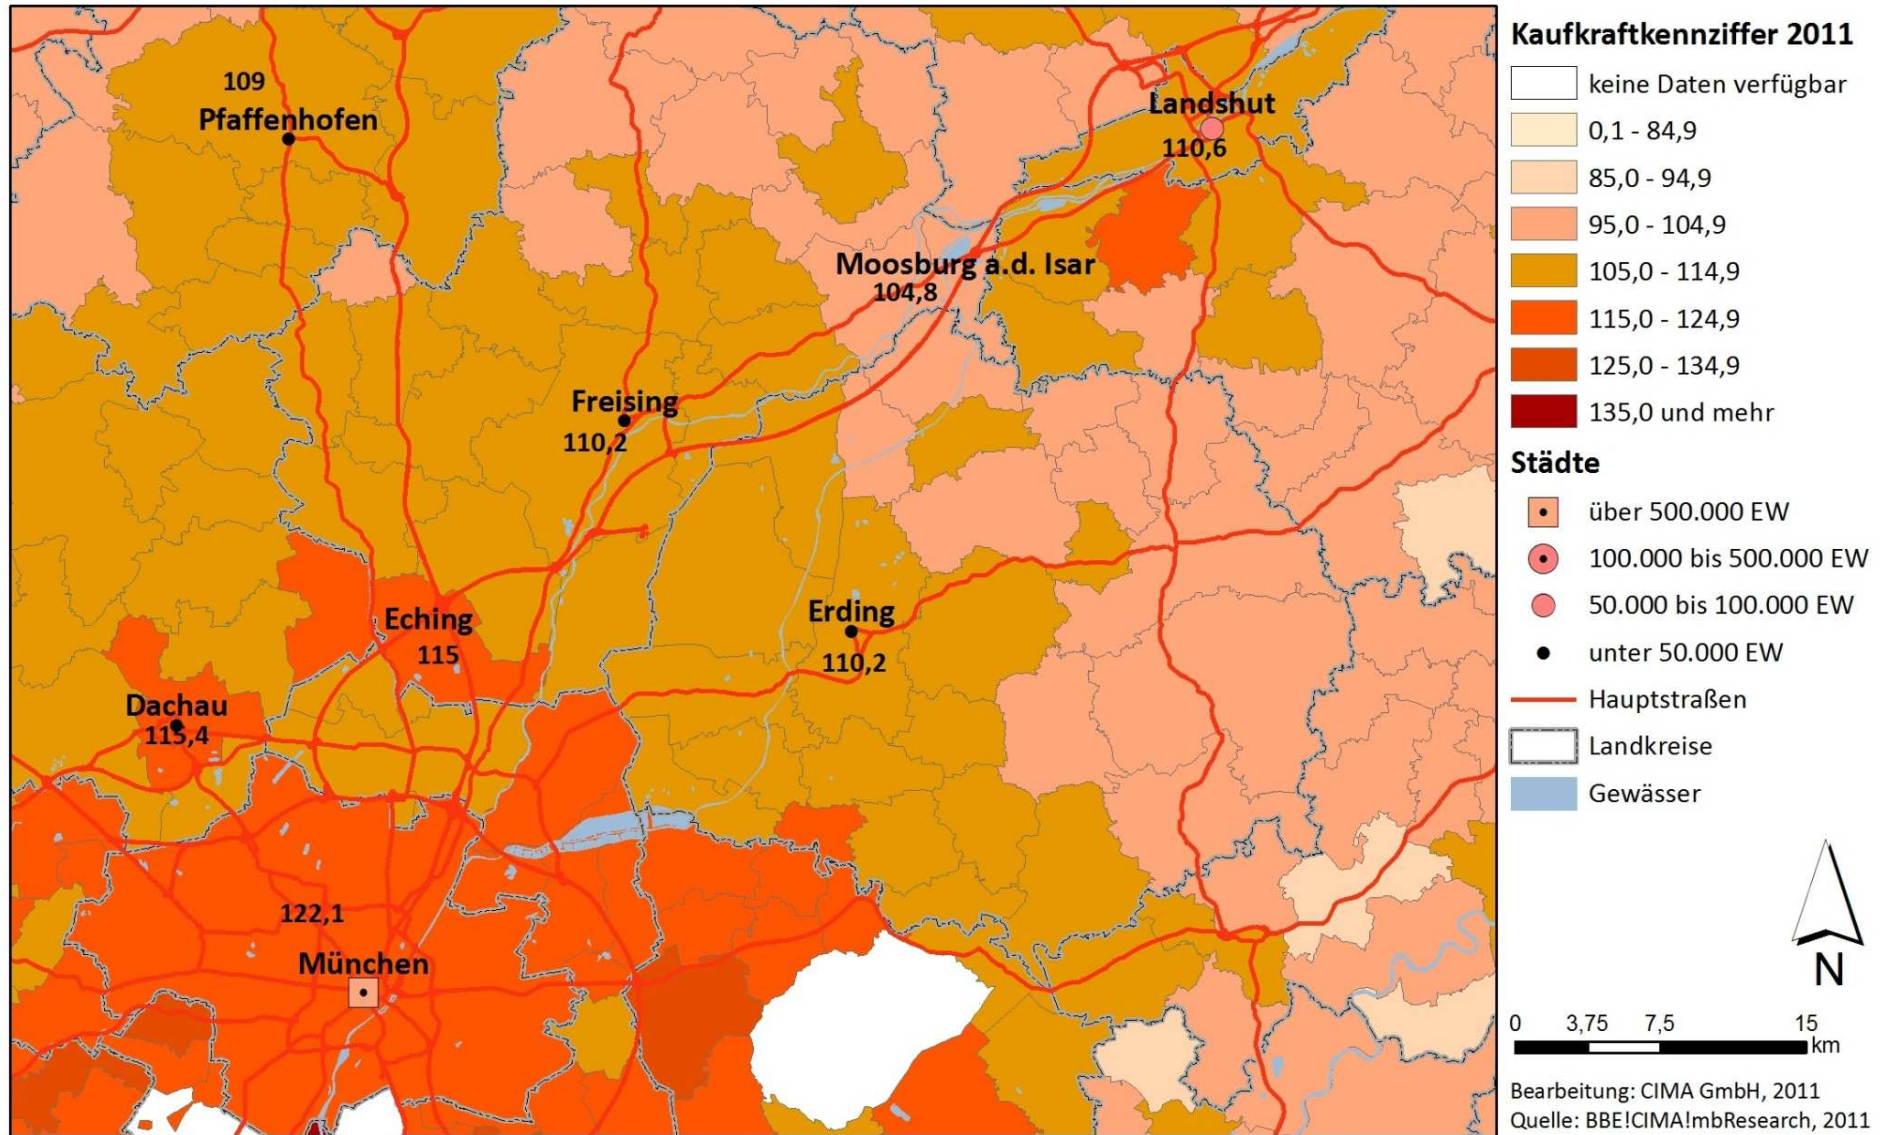 109
Pfaffenhofen
Landshut
110,6
Moosburg a.d. Isar
104,8
Freising
110,2
Eching
115
Erding
110,2
Dachau
115,4
122,1
München
Kaufkraftkennziffer 2011
keine Daten verfügbar
0,1 - 84,9
85,0 - 94,9
95,0 - 104,9
105,0 - 114,9
115,0 - 124,9
125,0 - 134,9
135,0 und mehr
Städte
über 500.000 EW
100.000 bis 500.000 EW
50.000 bis 100.000 EW
unter 50.000 EW
Hauptstraßen
Landkreise
Gewässer
N
0 3,75 7,5 15
km
Bearbeitung: CIMA GmbH, 2011
Quelle: BBE!CIMA!mbResearch, 2011